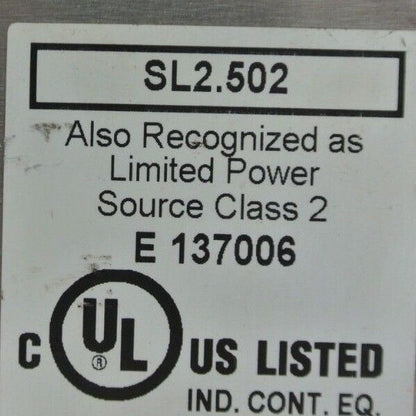 SL2.502
Also Recognized as
Limited Power
Source Class 2
E 137006
C UL ® US LISTED
IND. CONT. EQ.